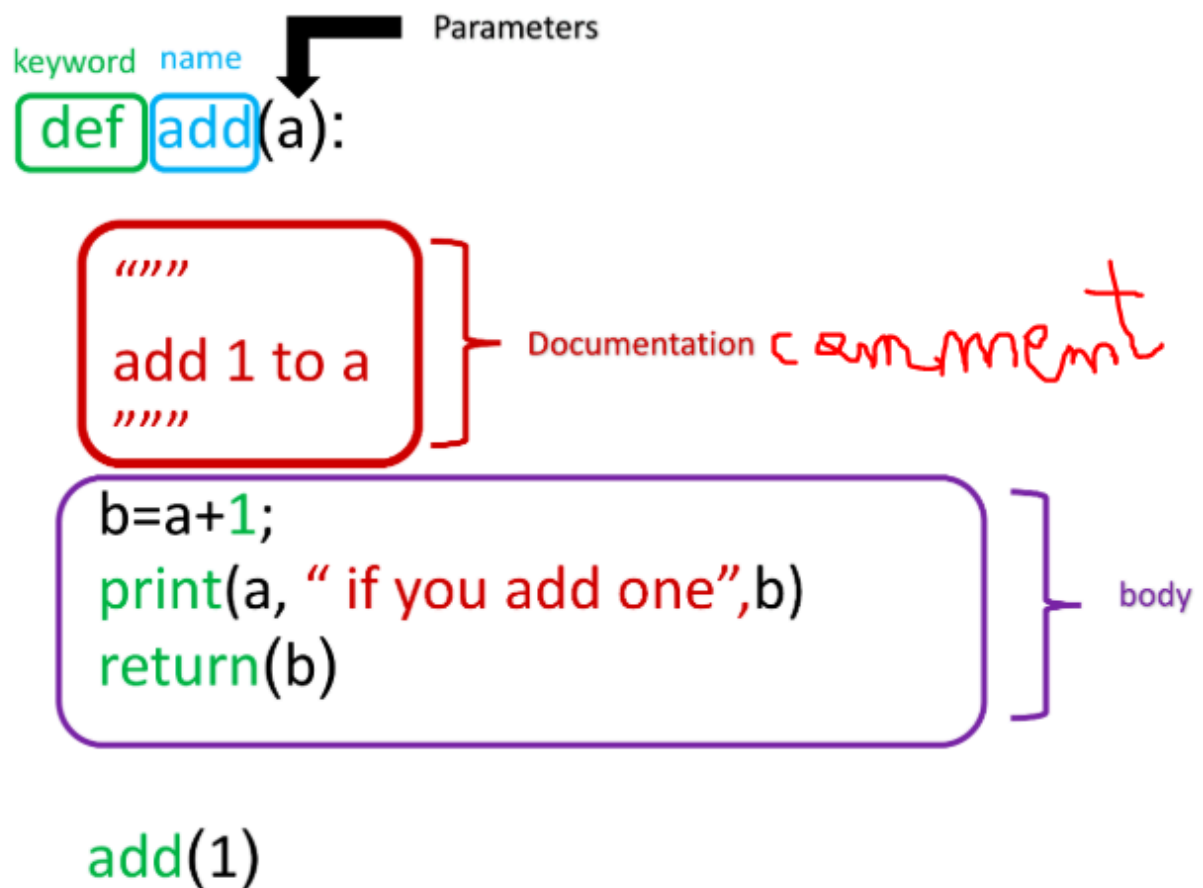 Parameters
keyword name
def add(a):
“””
add 1 to a
”””
Documentation comment
b=a+1;
print(a, “ if you add one”,b)
return(b)
body
add(1)